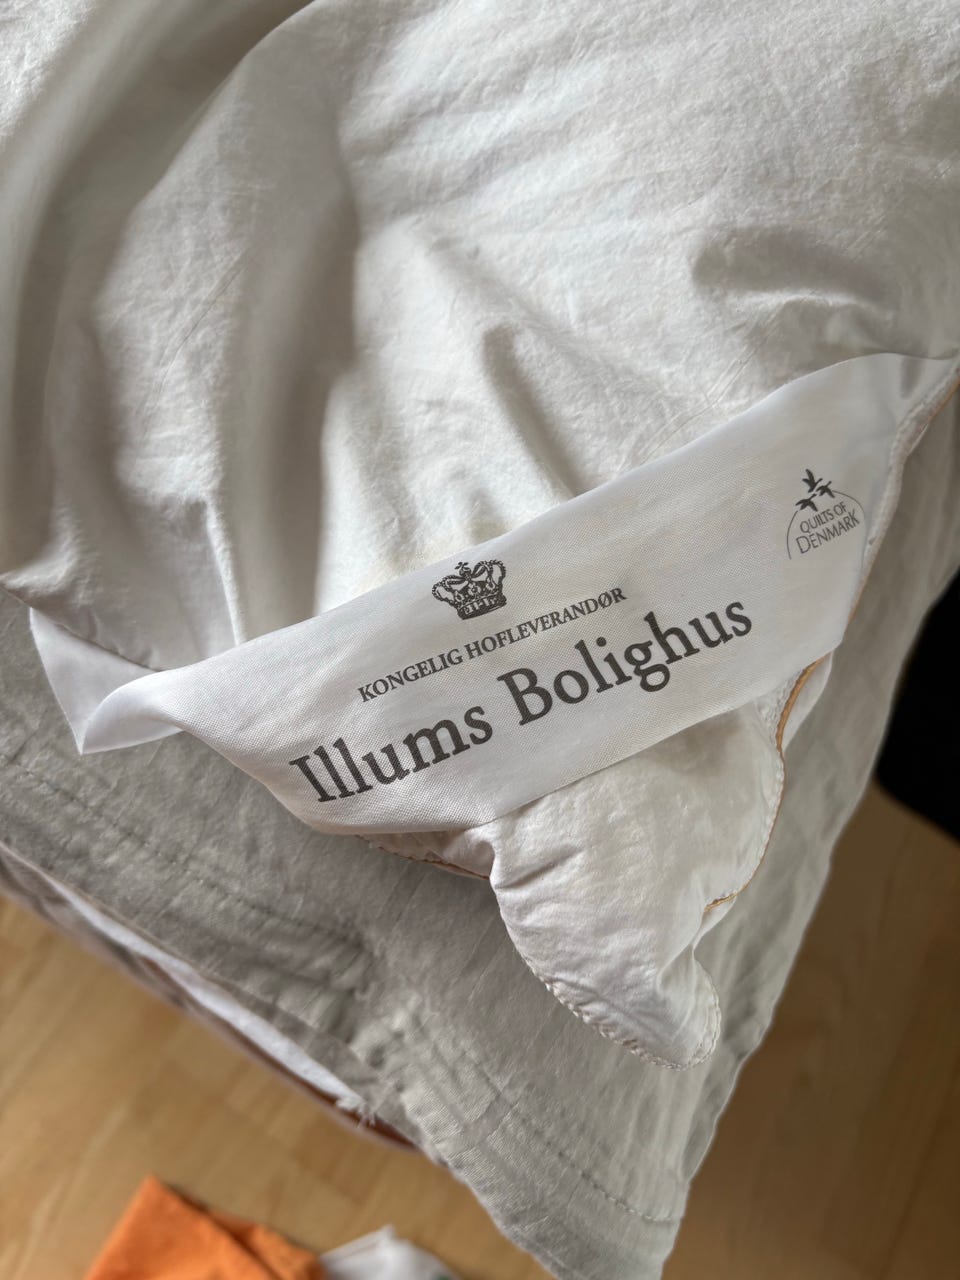 QUILTS OF
DENMARK
KONGELIG HOFLEVERANDØR
Illums Bolighus